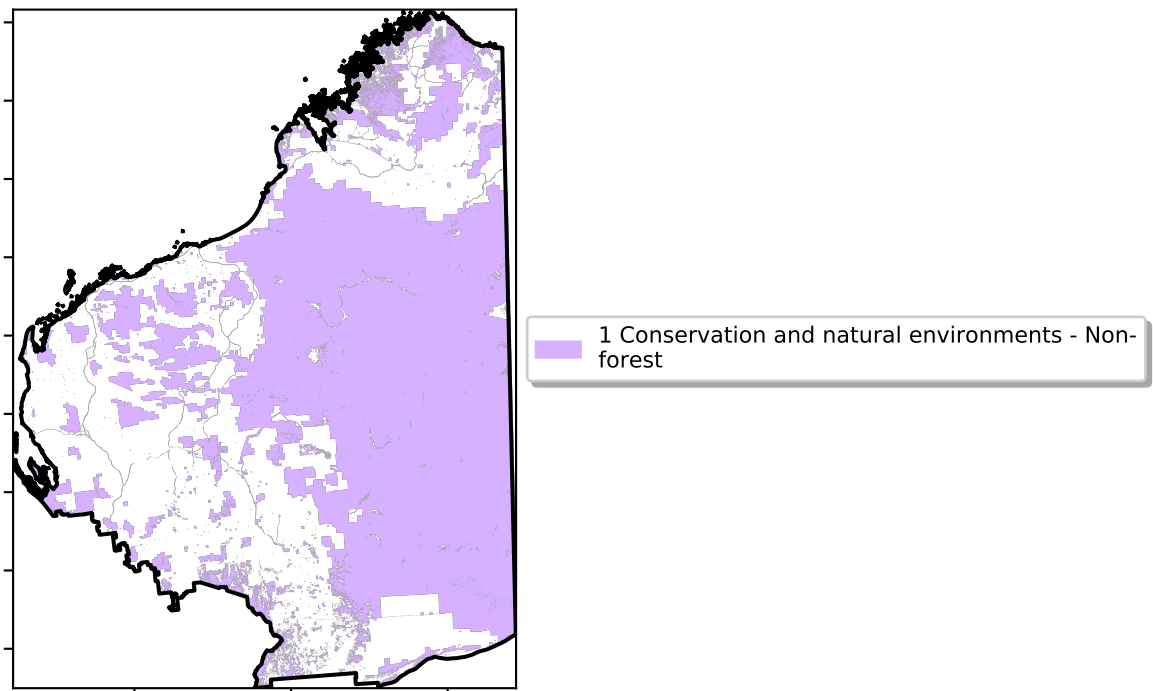 1 Conservation and natural environments - Non-
forest